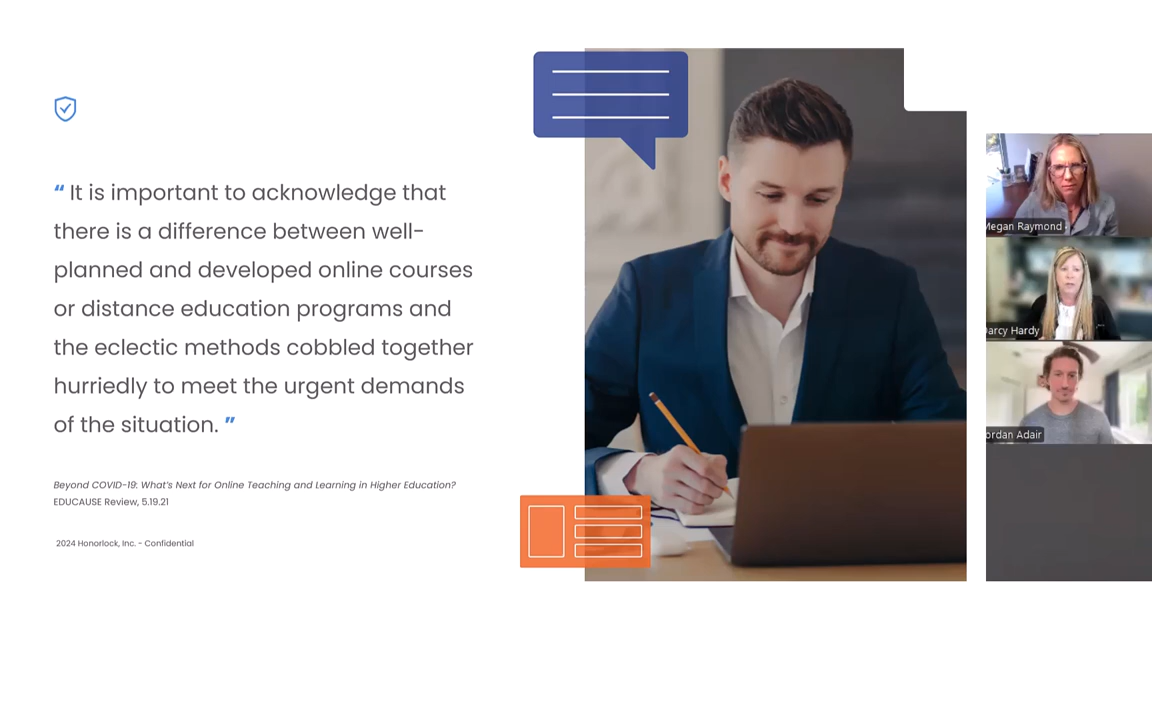 “ It is important to acknowledge that
there is a difference between well-
planned and developed online courses
or distance education programs and
the eclectic methods cobbled together
hurriedly to meet the urgent demands
of the situation. ”
Beyond COVID-19: What's Next for Online Teaching and Learning in Higher Education?
EDUCAUSE Review, 5.19.21
2024 Honorlock, Inc. - Confidential
Megan Raymond
arcy Hardy
ordan Adair